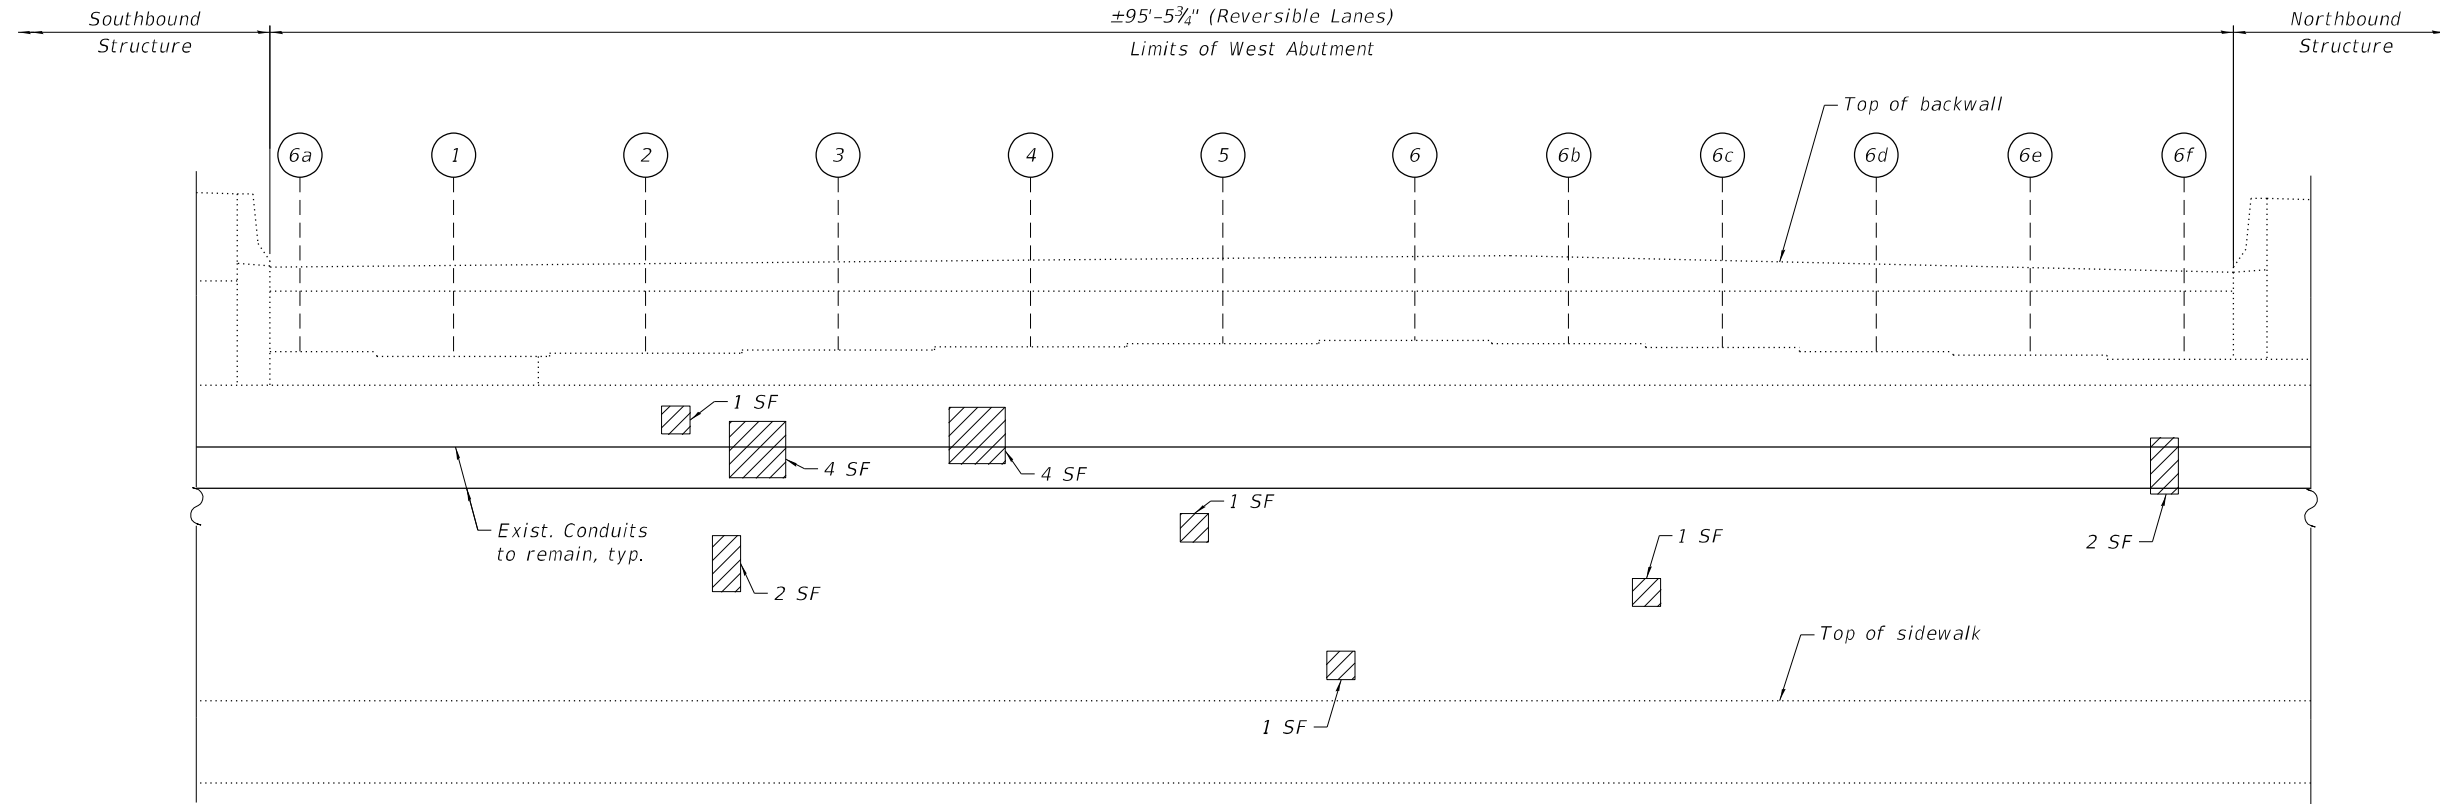 Southbound
Structure
±95'-5¾" (Reversible Lanes)
Limits of West Abutment
Northbound
Structure
Top of backwall
6a 1 2 3 4 5 6 6b 6c 6d 6e 6f
1 SF
4 SF
4 SF
1 SF
Exist. Conduits
to remain, typ.
2 SF
1 SF
2 SF
Top of sidewalk
1 SF